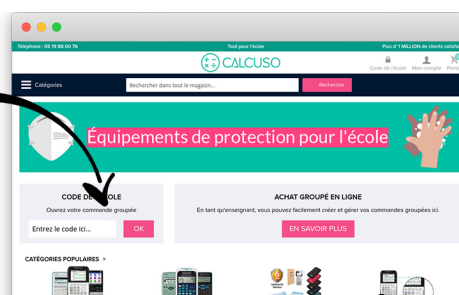 Téléphone : 05 19 88 00 76 Tout pour l'école Plus d'1 MILLION de clients satisfaits
CALCUSO
Code de l'école Mon compte
Catégories Rechercher dans tout le magasin... Rechercher
Équipements de protection pour l'école
CODE DE L'ÉCOLE
Ouvrez votre commande groupée
Entrez le code ici... OK
ACHAT GROUPÉ EN LIGNE
En tant qu'enseignant, vous pouvez facilement créer et gérer vos commandes groupées ici.
EN SAVOIR PLUS
CATÉGORIES POPULAIRES >